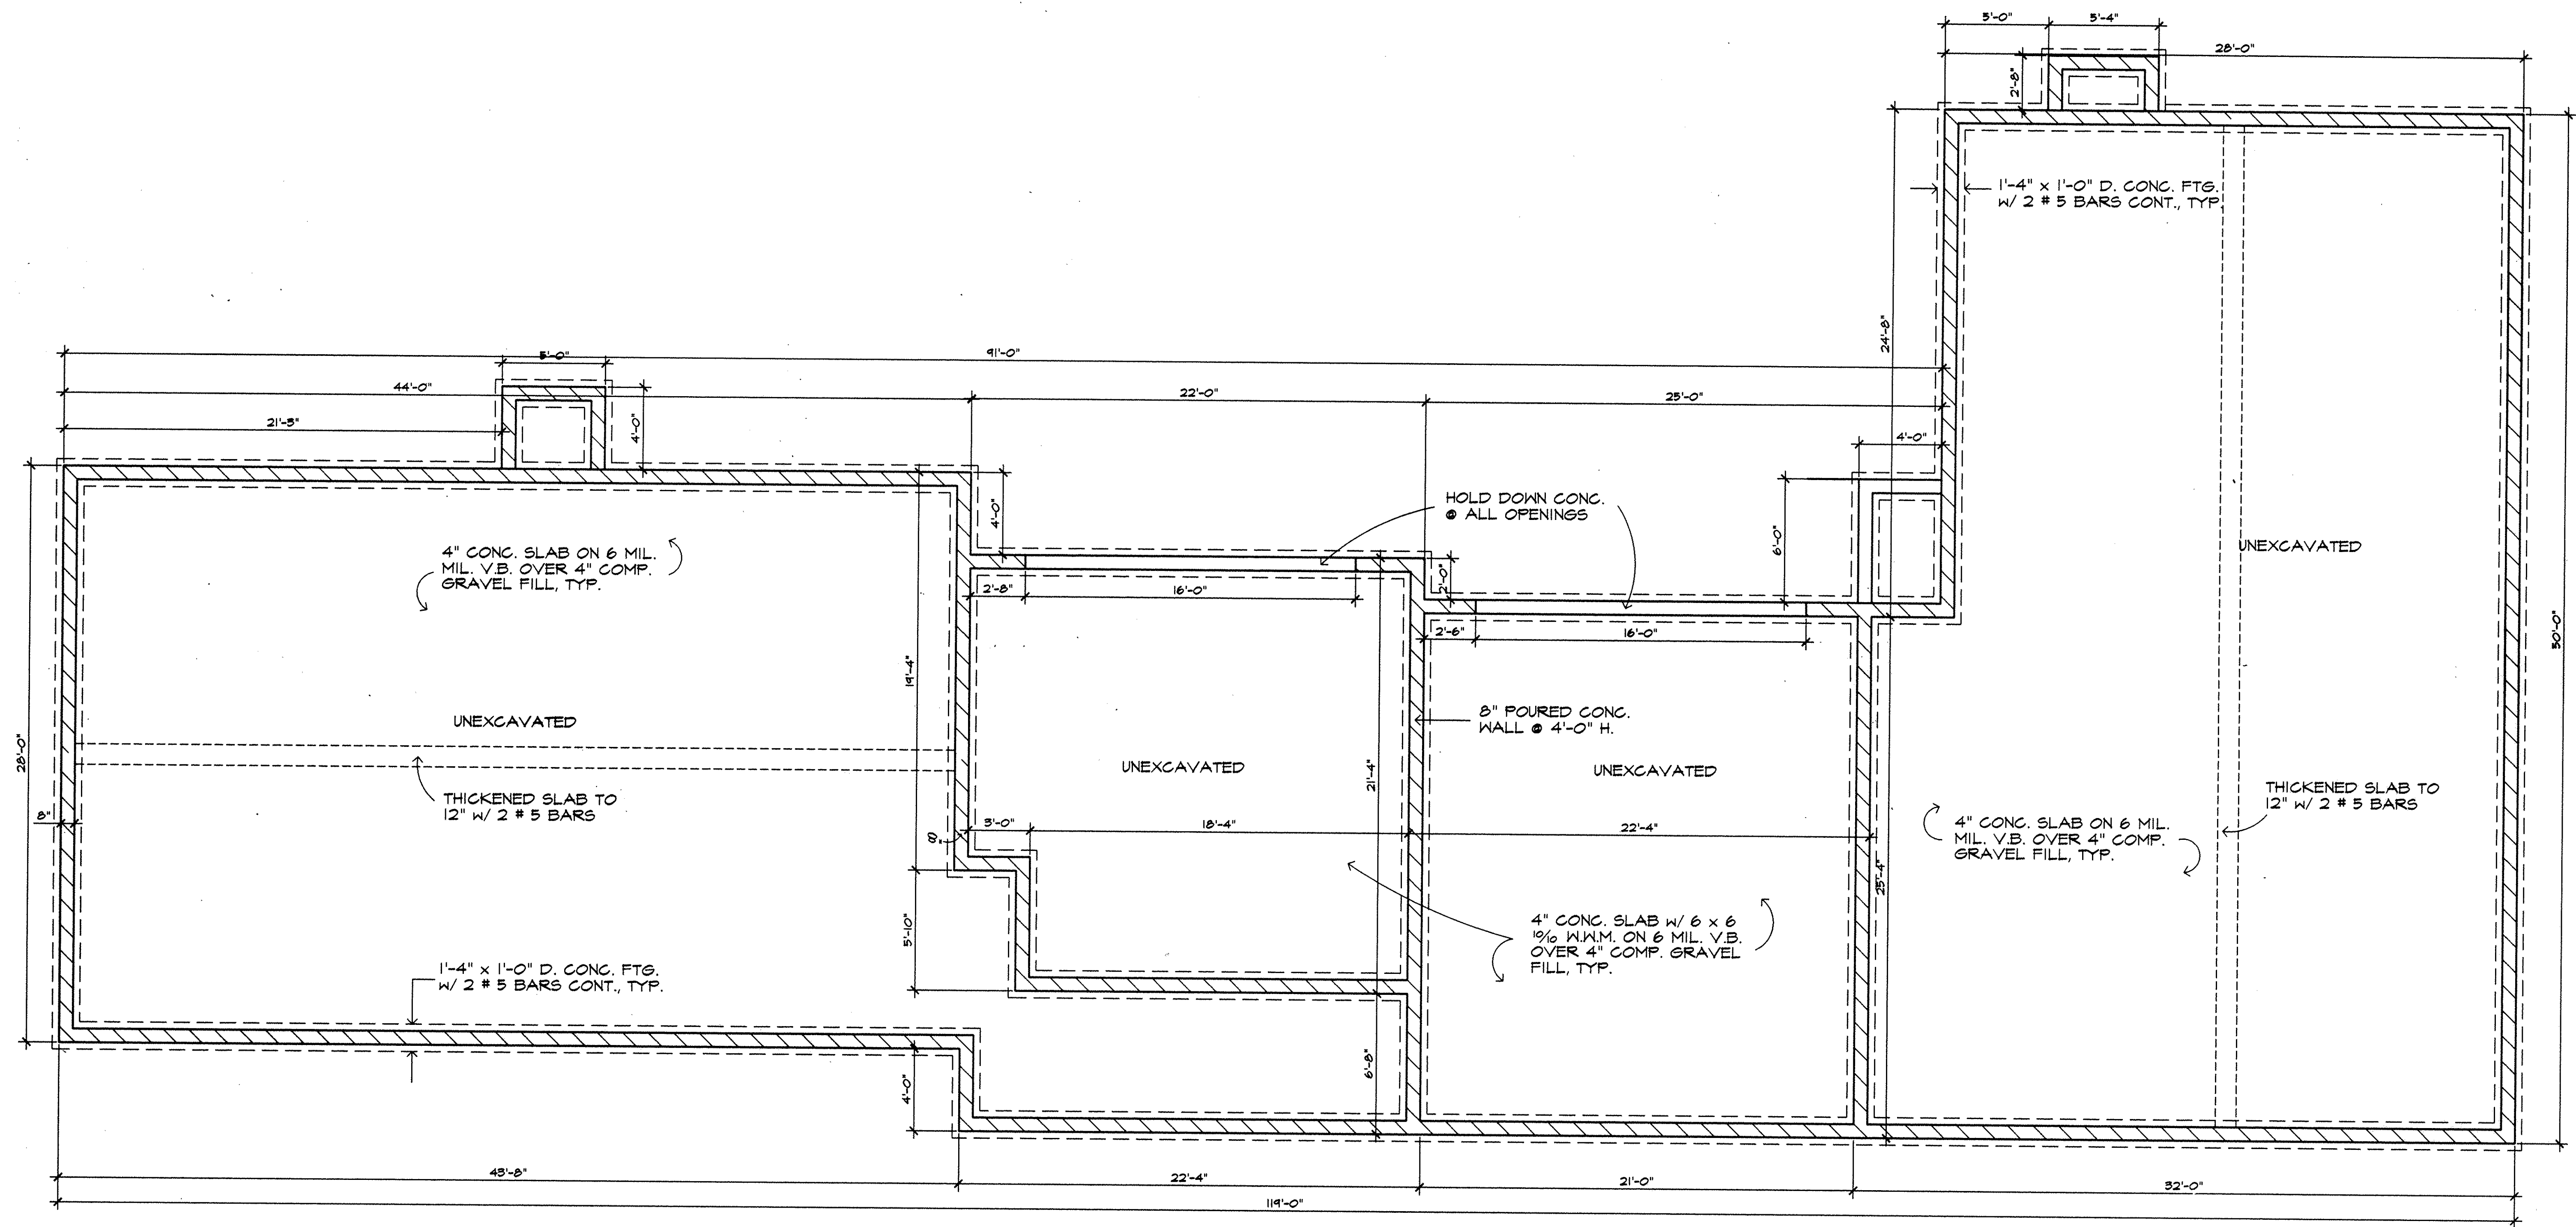 5'-0"
5'-4"
28'-0"
2'-8"
1'-4" x 1'-0" D. CONC. FTG.
W/ 2 # 5 BARS CONT., TYP.
24'-8"
5'-0"
91'-0"
44'-0"
22'-0"
25'-0"
21'-3"
4'-0"
4'-0"
4'-0"
6'-0"
HOLD DOWN CONC.
@ ALL OPENINGS
UNEXCAVATED
4" CONC. SLAB ON 6 MIL.
MIL. V.B. OVER 4" COMP.
GRAVEL FILL, TYP.
2'-0"
2'-8"
16'-0"
2'-6"
16'-0"
50'-0"
19'-4"
8" POURED CONC.
WALL @ 4'-0" H.
UNEXCAVATED
28'-0"
UNEXCAVATED
UNEXCAVATED
21'-4"
THICKENED SLAB TO
12" W/ 2 # 5 BARS
THICKENED SLAB TO
12" W/ 2 # 5 BARS
8"
8"
3'-0"
18'-4"
22'-4"
4" CONC. SLAB ON 6 MIL.
MIL. V.B. OVER 4" COMP.
GRAVEL FILL, TYP.
25'-4"
5'-10"
4" CONC. SLAB W/ 6 x 6
10/10 W.W.M. ON 6 MIL. V.B.
OVER 4" COMP. GRAVEL
FILL, TYP.
1'-4" x 1'-0" D. CONC. FTG.
W/ 2 # 5 BARS CONT., TYP.
6'-8"
4'-0"
43'-8"
22'-4"
21'-0"
32'-0"
119'-0"